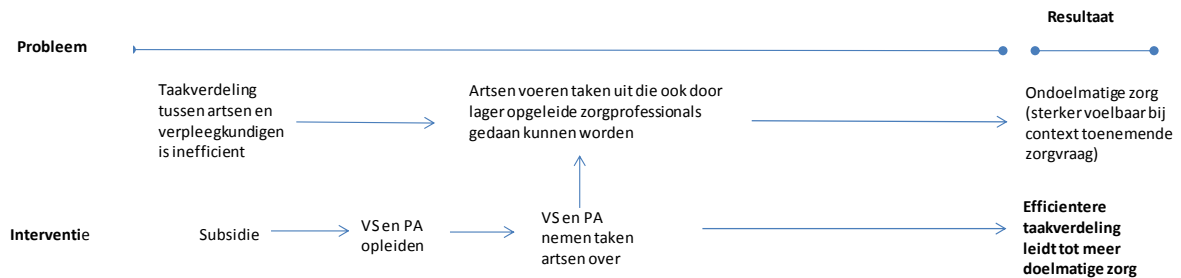 Resultaat
Probleem
Taakverdeling
tussen artsen en
verpleegkundigen
is inefficient
Artsen voeren taken uit die ook door
lager opgeleide zorgprofessionals
gedaan kunnen worden
Ondoelmatige zorg
(sterker voelbaar bij
context toenemende
zorgvraag)
Interventie
Subsidie
VS en PA
opleiden
VS en PA
nemen taken
artsen over
Efficientere
taakverdeling
leidt tot meer
doelmatige zorg